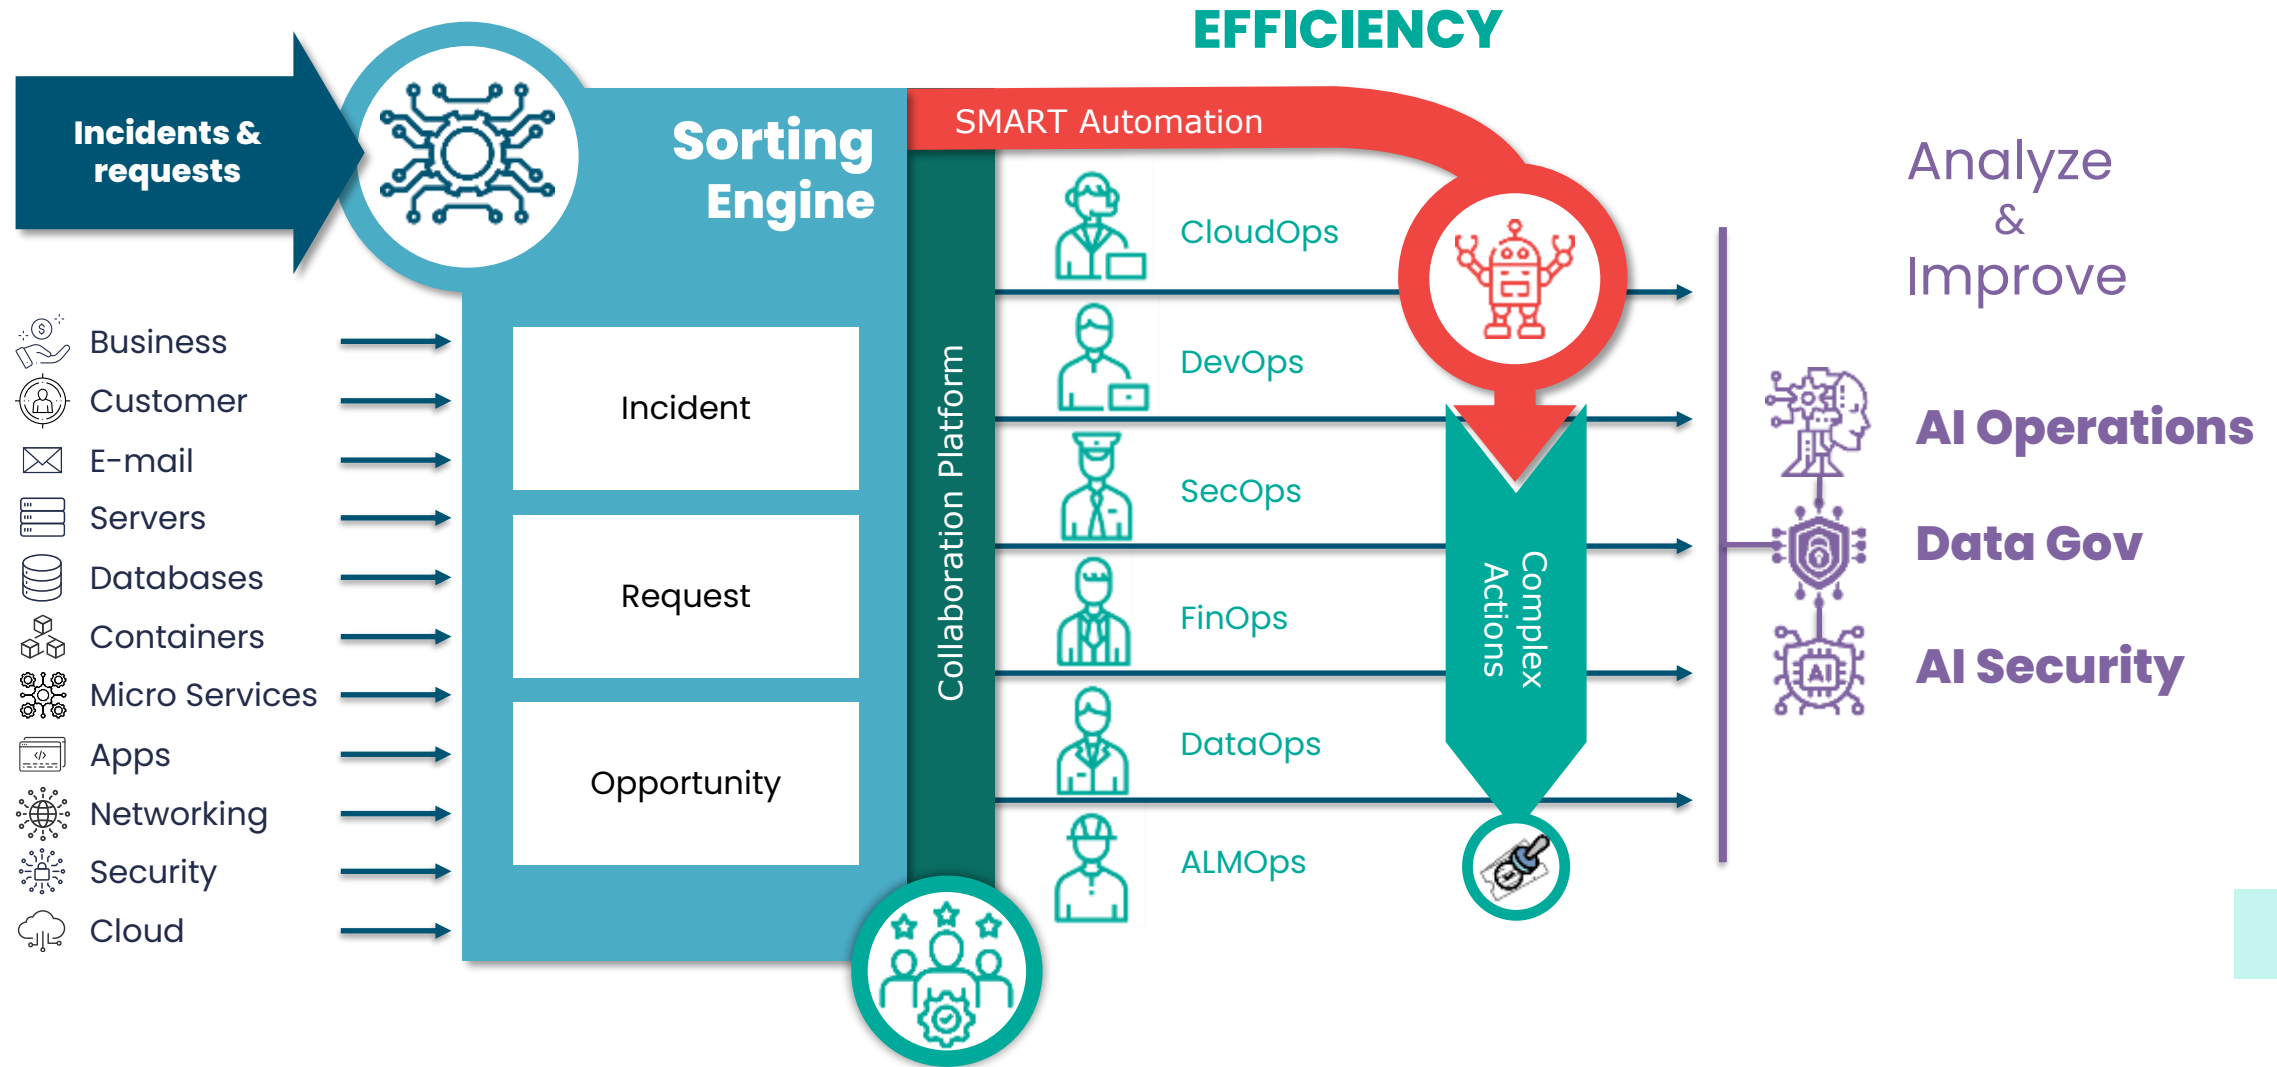 EFFICIENCY
Incidents &
requests
Sorting
Engine
SMART Automation
Business
Customer
E-mail
Servers
Databases
Containers
Micro Services
Apps
Networking
Security
Cloud
Incident
Request
Opportunity
Collaboration Platform
CloudOps
DevOps
SecOps
FinOps
DataOps
ALMOps
Complex
Actions
Analyze
&
Improve
AI Operations
Data Gov
AI
AI Security